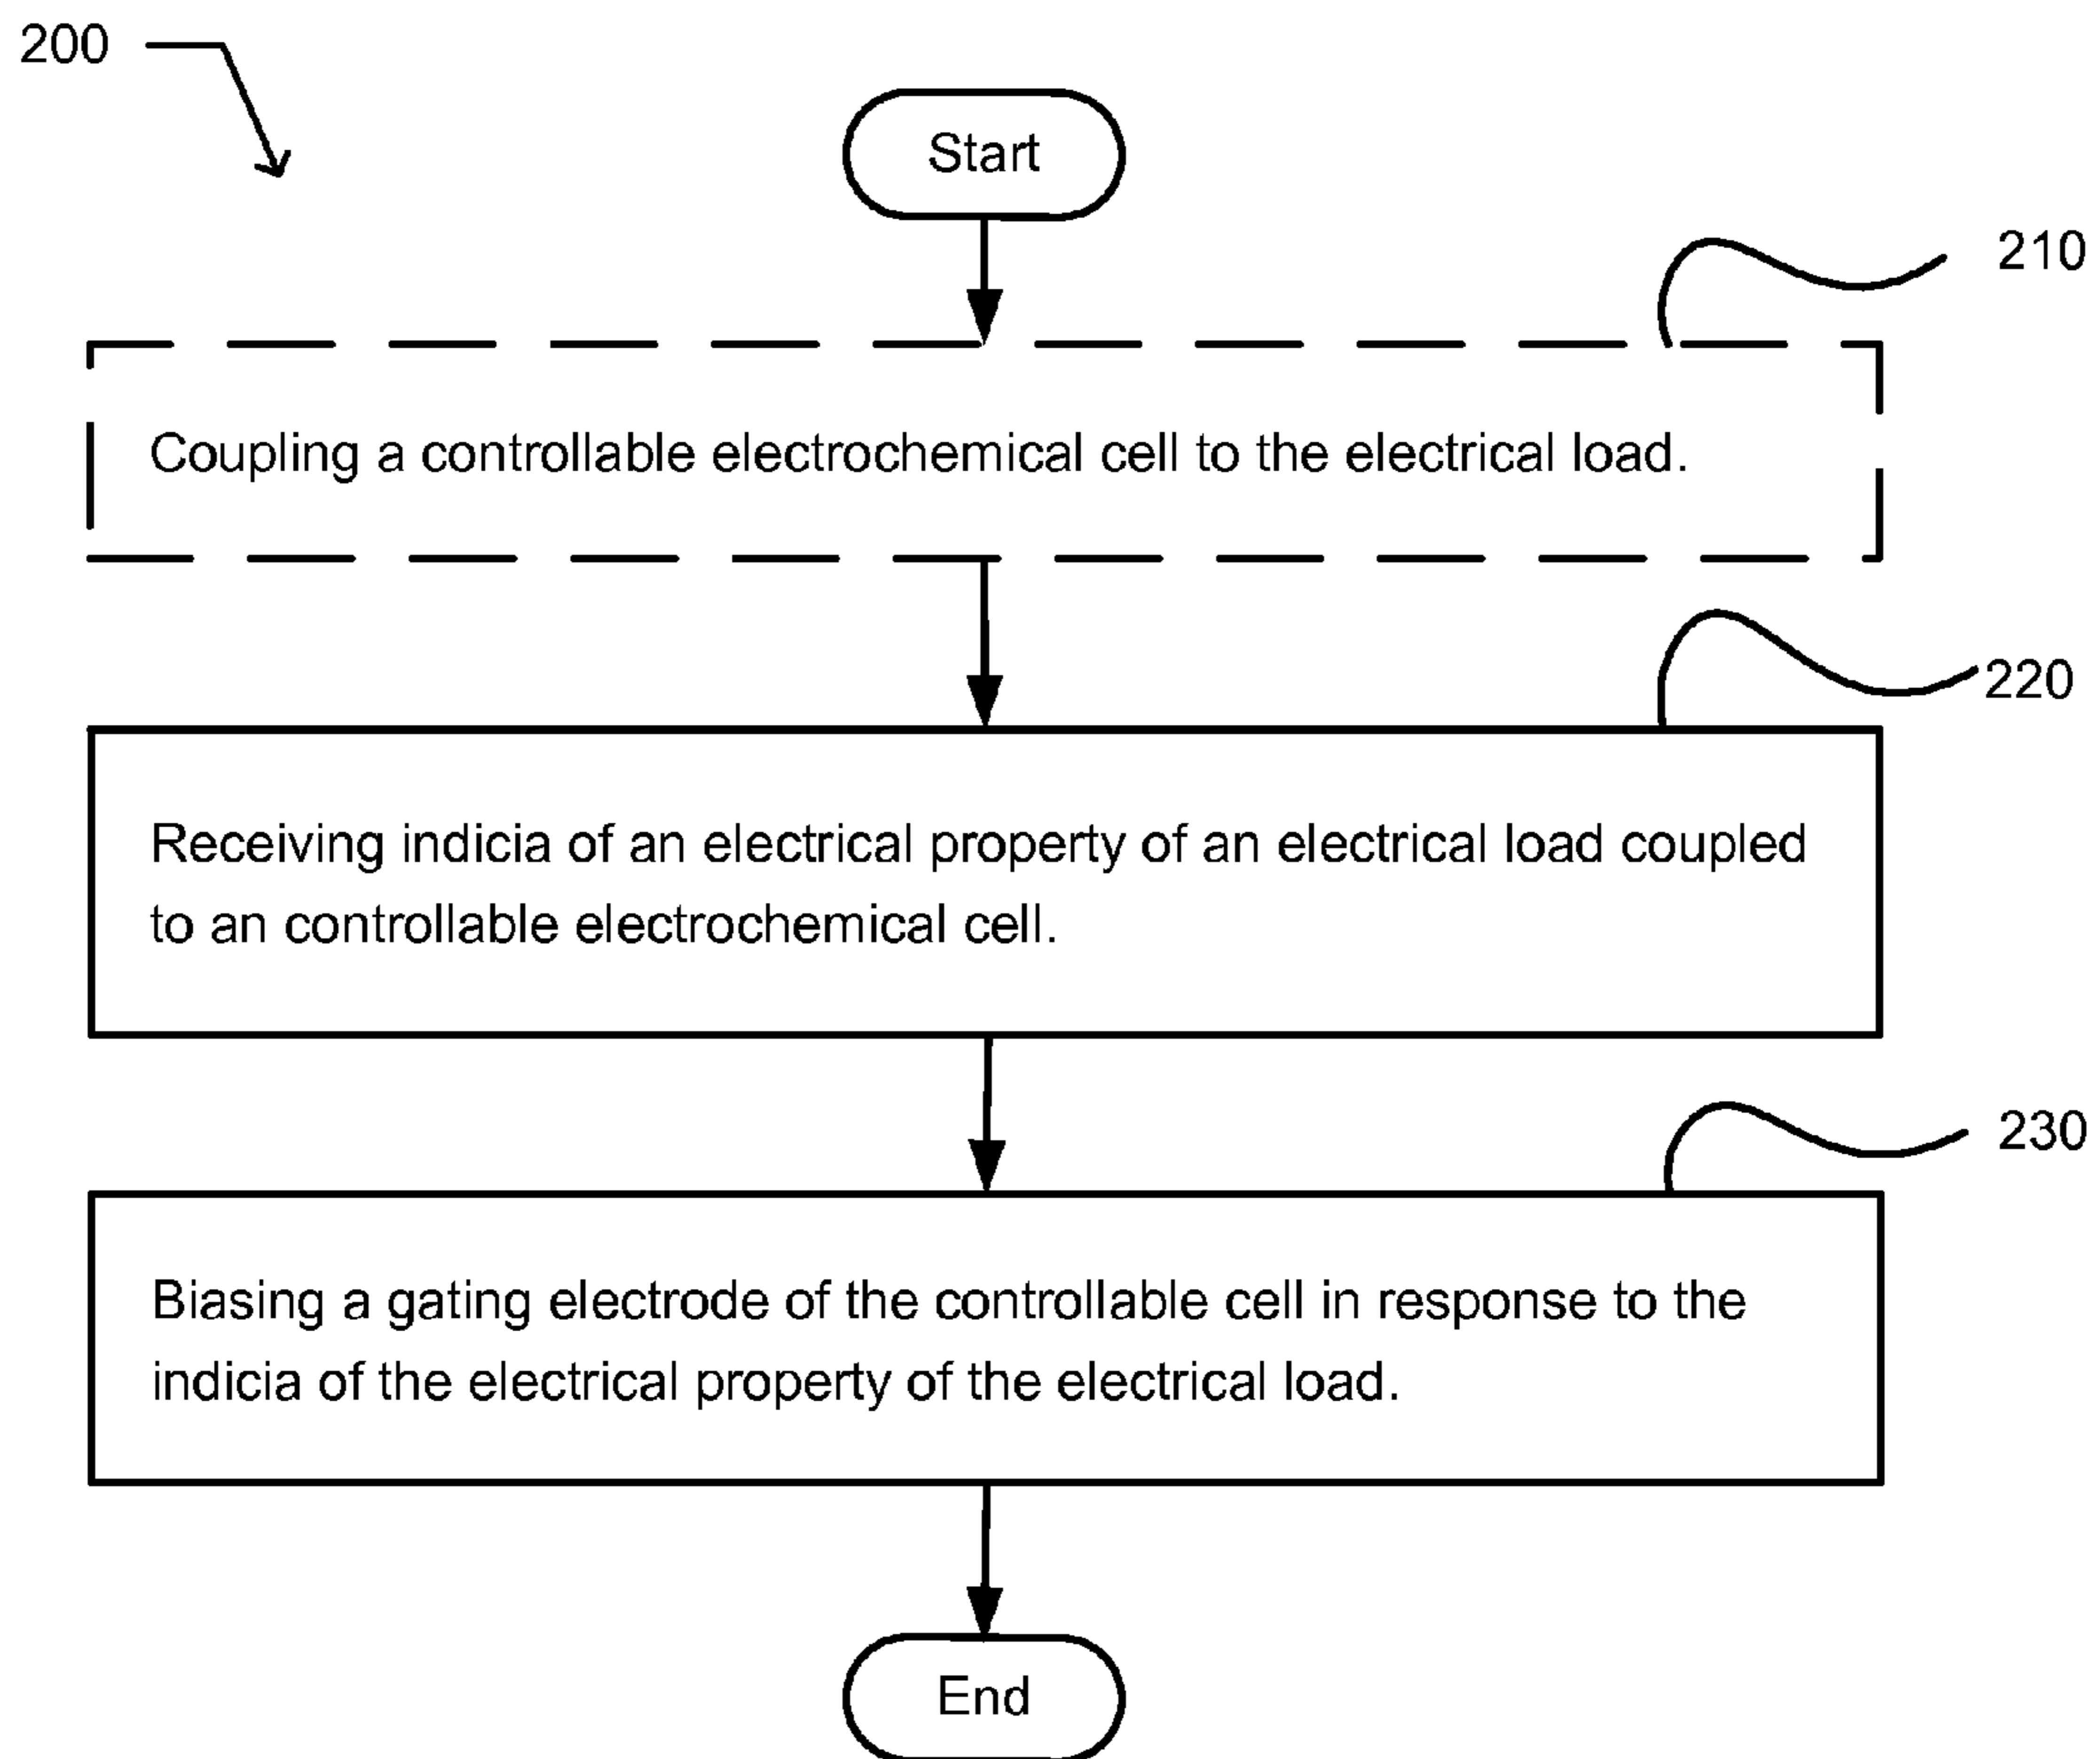 200
Start
210
Coupling a controllable electrochemical cell to the electrical load.
220
Receiving indicia of an electrical property of an electrical load coupled
to an controllable electrochemical cell.
230
Biasing a gating electrode of the controllable cell in response to the
indicia of the electrical property of the electrical load.
End